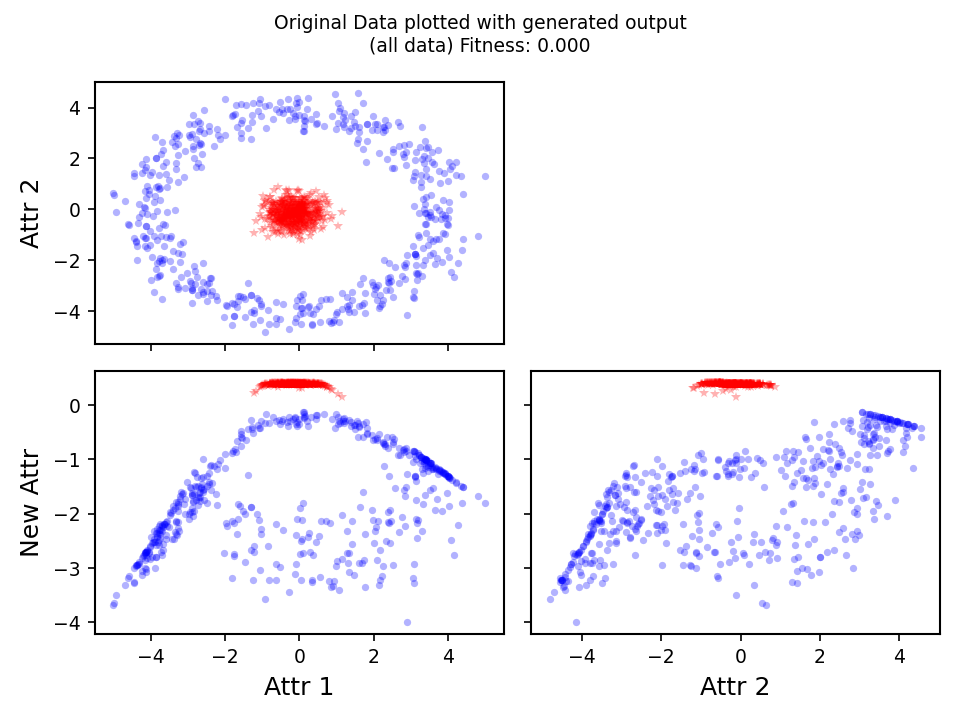 Original Data plotted with generated output
(all data) Fitness: 0.000
4
2
0
−2
−4
Attr 2
0
−1
−2
−3
−4
New Attr
−4 −2 0 2 4
−4 −2 0 2 4
Attr 1
Attr 2